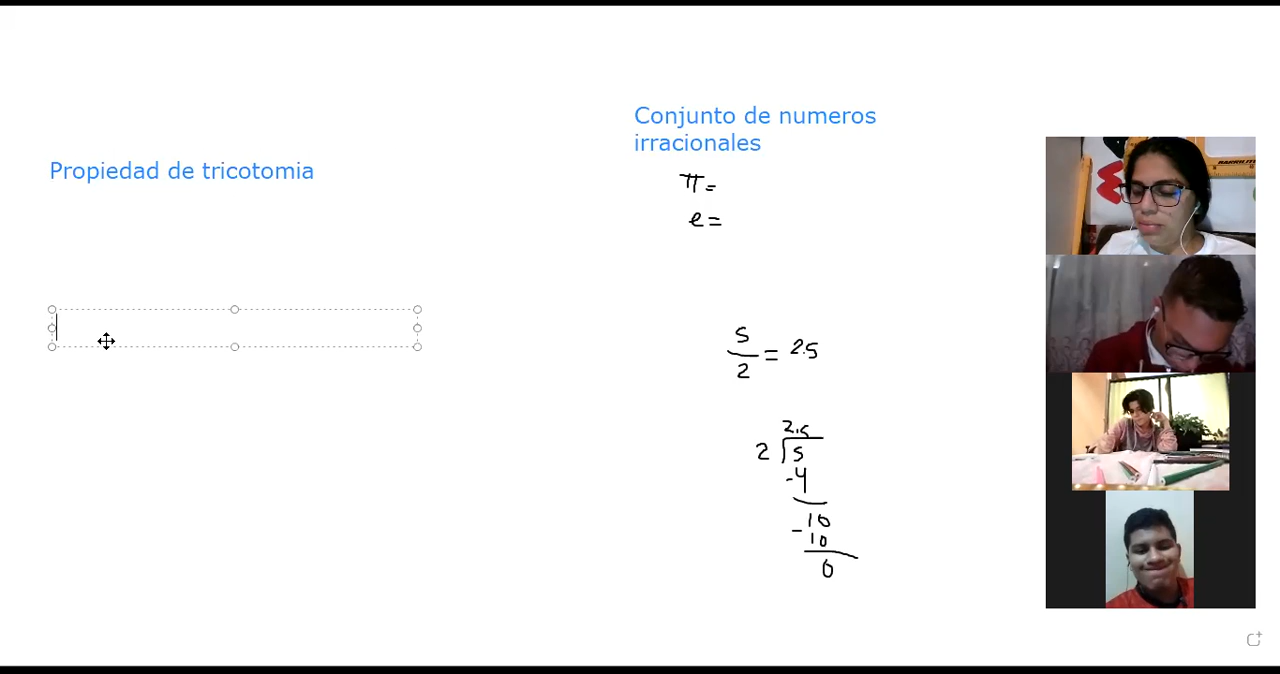 Propiedad de tricotomia
Conjunto de numeros
irracionales
π =
e =
5
2
= 2.5
2.5
2 5
-4
-10
10
0
BARRILITO